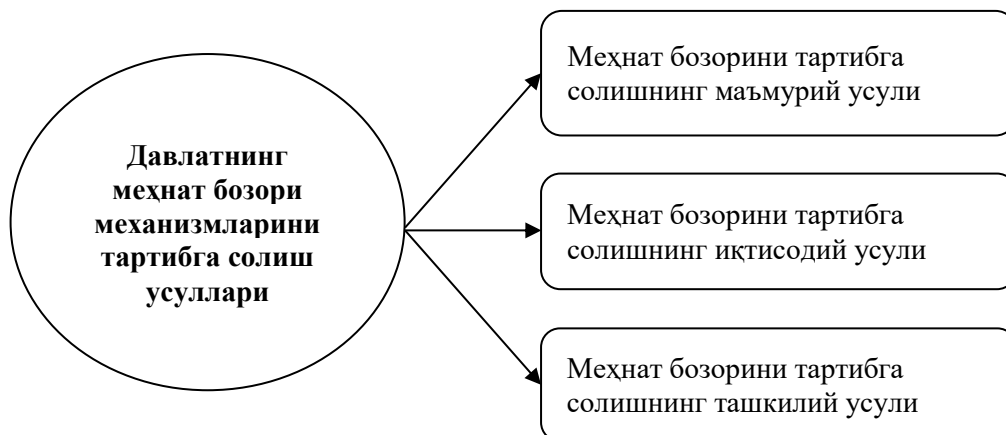 Давлатнинг
меҳнат бозори
механизмларини
тартибга солиш
усуллари
Меҳнат бозорини тартибга
солишнинг маъмурий усули
Меҳнат бозорини тартибга
солишнинг иқтисодий усули
Меҳнат бозорини тартибга
солишнинг ташкилий усули